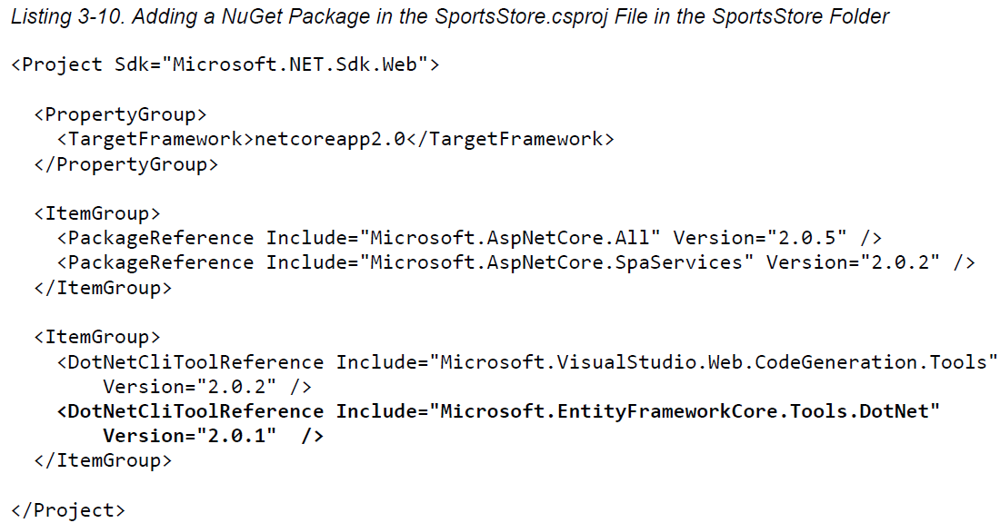 Listing 3-10. Adding a NuGet Package in the SportsStore.csproj File in the SportsStore Folder
<Project Sdk="Microsoft.NET.Sdk.Web">
  <PropertyGroup>
    <TargetFramework>netcoreapp2.0</TargetFramework>
  </PropertyGroup>
  <ItemGroup>
    <PackageReference Include="Microsoft.AspNetCore.All" Version="2.0.5" />
    <PackageReference Include="Microsoft.AspNetCore.SpaServices" Version="2.0.2" />
  </ItemGroup>
  <ItemGroup>
    <DotNetCliToolReference Include="Microsoft.VisualStudio.Web.CodeGeneration.Tools"
        Version="2.0.2" />
    <DotNetCliToolReference Include="Microsoft.EntityFrameworkCore.Tools.DotNet"
        Version="2.0.1"  />
  </ItemGroup>
</Project>